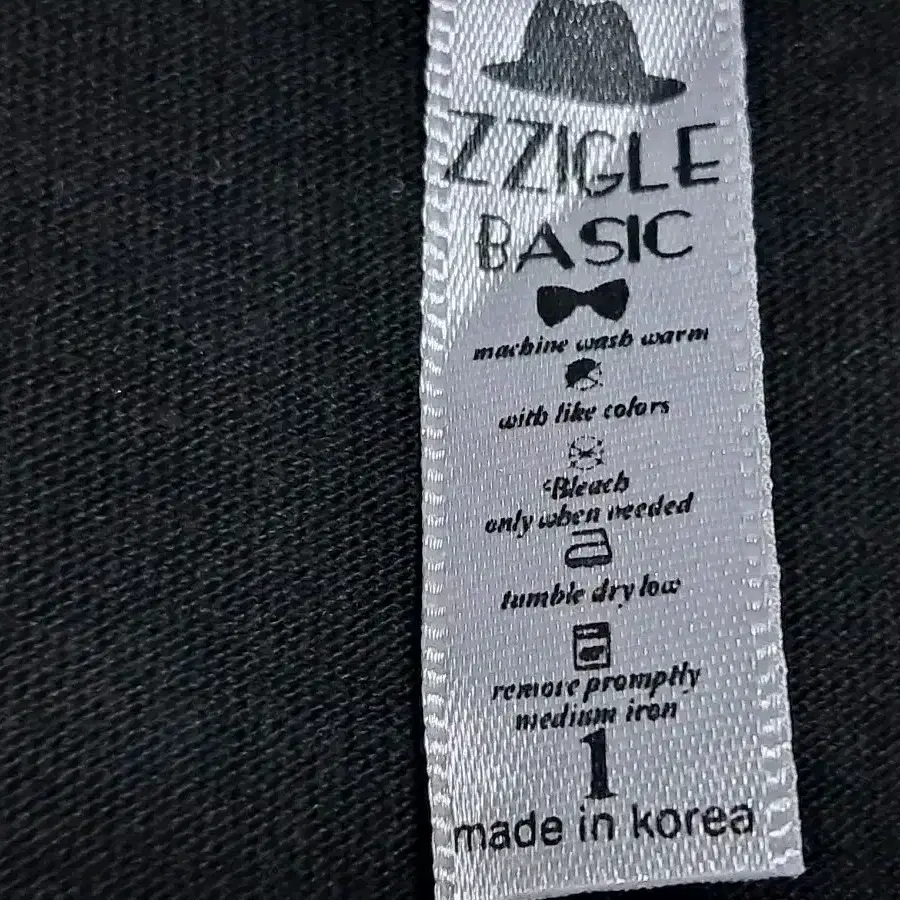 ZZIGLE
BASIC
machine wash warm
with like colors
Bleach
only when needed
tumble dry low
remove promptly
medium iron
1
made in korea